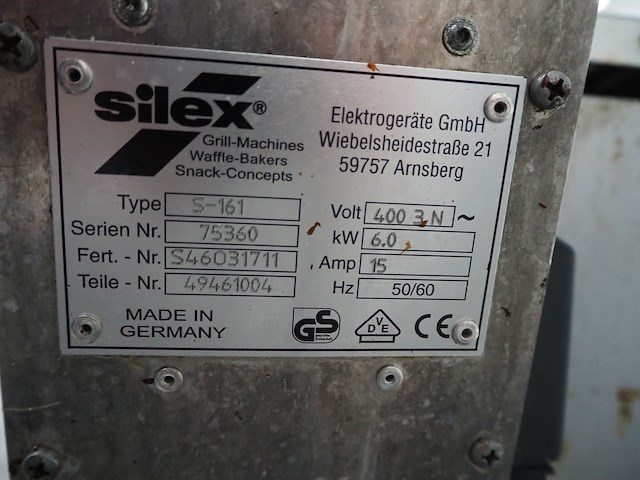 silex®
Grill-Machines
Waffle-Bakers
Snack-Concepts
Elektrogeräte GmbH
Wiebelsheidestraße 21
59757 Arnsberg
Type S-161
Serien Nr. 75360
Fert. - Nr. S46031711
Teile - Nr. 49461004
Volt 400 3 N ~
kW 6.0
Amp 15
Hz 50/60
MADE IN
GERMANY
GS
DVE
CE